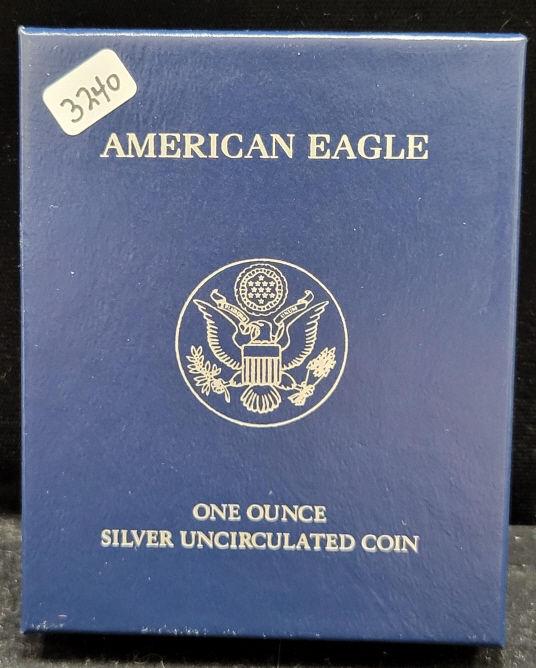 3240
AMERICAN EAGLE
ONE OUNCE
SILVER UNCIRCULATED COIN